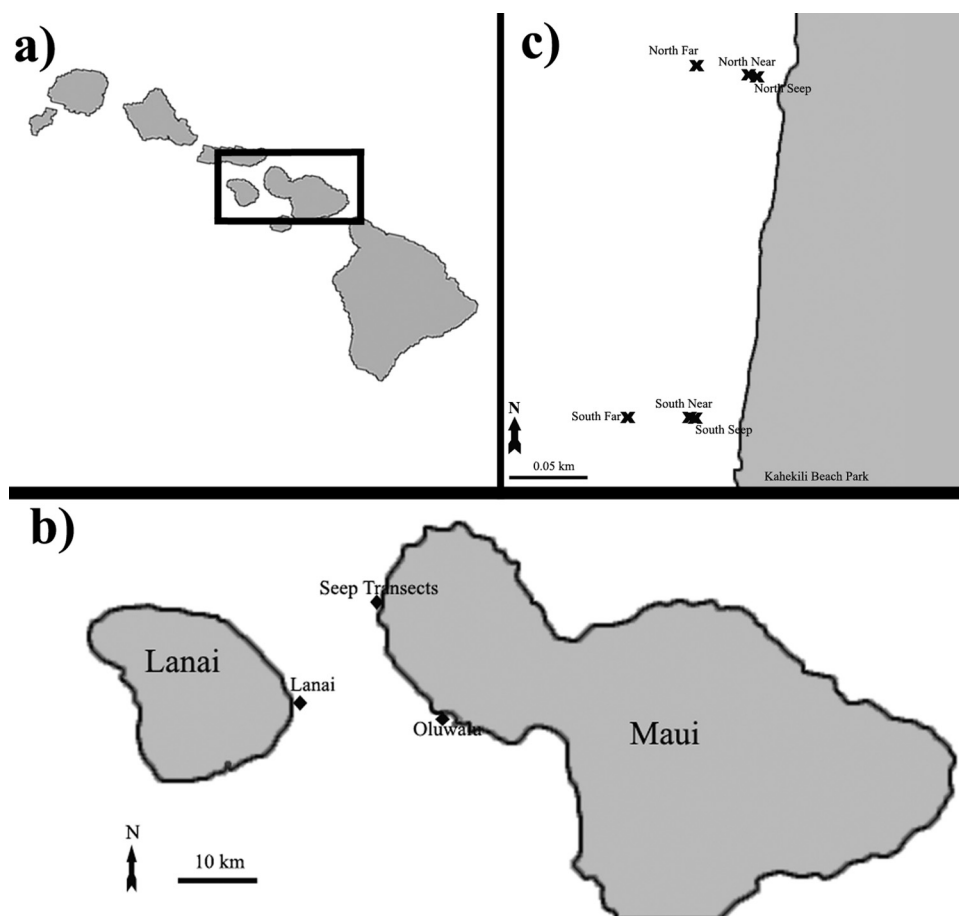 a)
c)
North Far
North Near
North Seep
South Far
South Near
South Seep
N
0.05 km
Kahekili Beach Park
b)
Seep Transects
Lanai
Lanai
Oluwalu
Maui
N
10 km